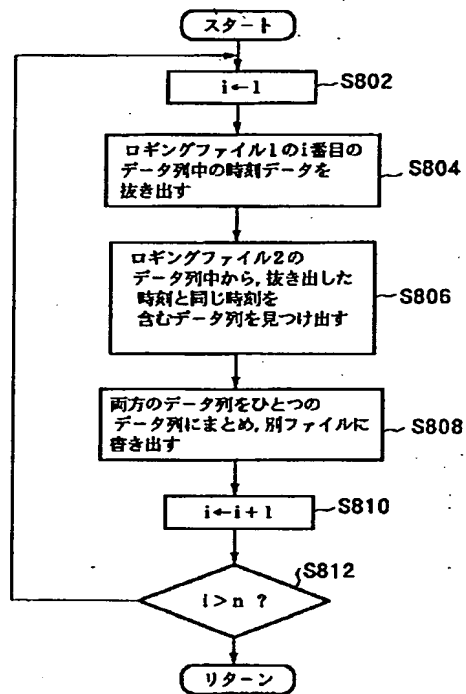 スタート
i←1
S802
ロギングファイル1のi番目の
データ列中の時刻データを
抜き出す
S804
ロギングファイル2の
データ列中から,抜き出した
時刻と同じ時刻を
含むデータ列を見つけ出す
S806
両方のデータ列をひとつの
データ列にまとめ,別ファイルに
書き出す
S808
i←i+1
S810
i>n ?
S812
リターン